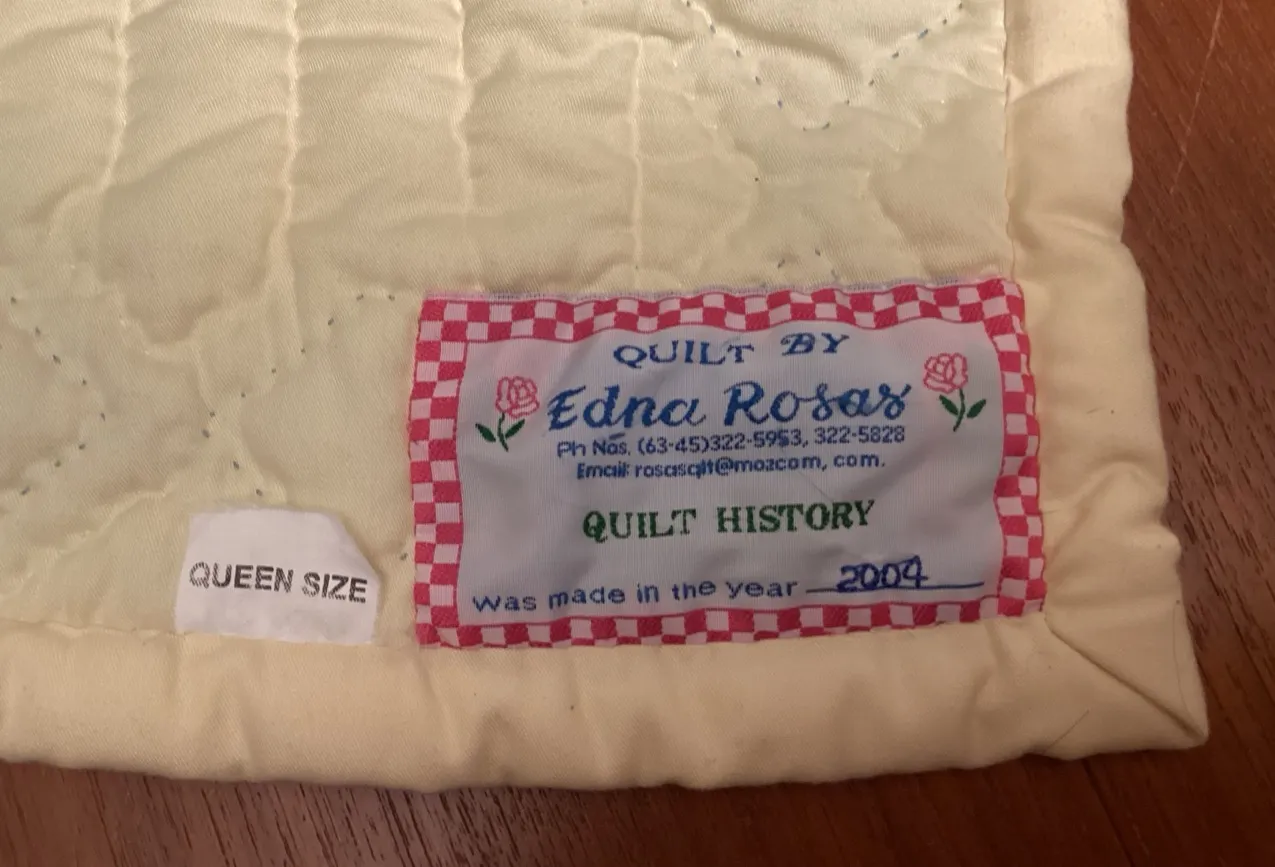 QUILT BY
Edna Rosas
Ph Nos. (63-45)322-5953, 322-5828
Email: rosasqlt@mozcom, com.
QUILT HISTORY
Was made in the year 2004
QUEEN SIZE